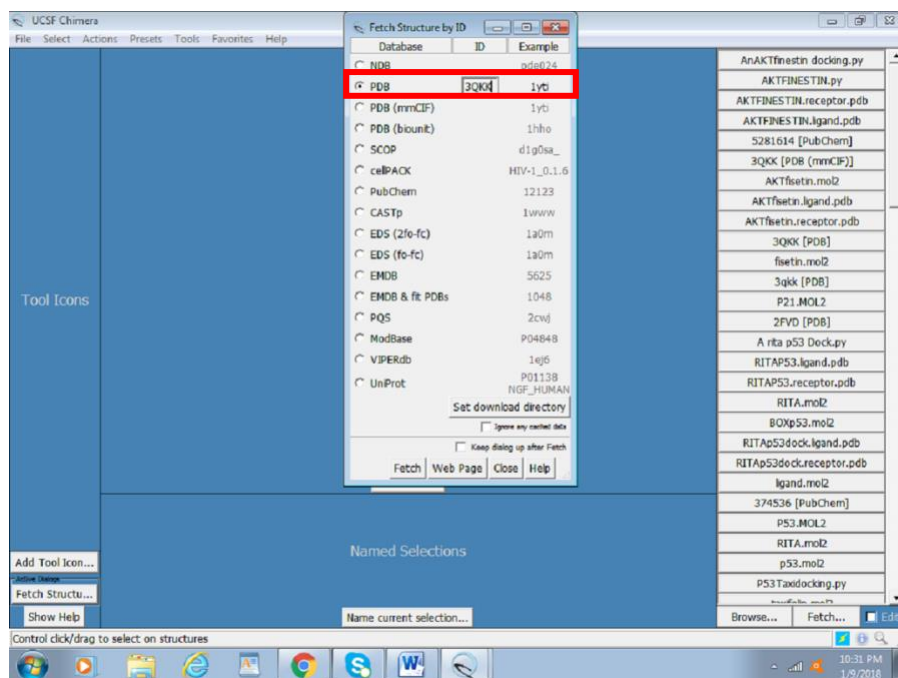 UCSF Chimera
File Select Actions Presets Tools Favorites Help
Tool Icons
Add Tool Icon...
Active Dialogs
Fetch Structu...
Show Help
Fetch Structure by ID
Database ID Example
NDB pde024
PDB 3QKK 1yti
PDB (mmCIF) 1yti
PDB (biounit) 1hho
SCOP d1g0sa_
cellPACK HIV-1_0.1.6
PubChem 12123
CASTp 1www
EDS (2fo-fc) 1a0m
EDS (fo-fc) 1a0m
EMDB 5625
EMDB & fit PDBs 1048
PQS 2cwj
ModBase P04848
VIPERdb 1ej6
UniProt P01138
NGF_HUMAN
Set download directory
Ignore any cached data
Keep dialog up after Fetch
Fetch Web Page Close Help
Named Selections
Name current selection...
AnAKTfinestin docking.py
AKTFINESTIN.py
AKTFINESTIN.receptor.pdb
AKTFINESTIN.ligand.pdb
5281614 [PubChem]
3QKK [PDB (mmCIF)]
AKTfisetin.mol2
AKTfisetin.ligand.pdb
AKTfisetin.receptor.pdb
3QKK [PDB]
fisetin.mol2
3qkk [PDB]
P21.MOL2
2FVD [PDB]
A rita p53 Dock.py
RITAP53.ligand.pdb
RITAP53.receptor.pdb
RITA.mol2
BOXp53.mol2
RITAp53dock.ligand.pdb
RITAp53dock.receptor.pdb
ligand.mol2
374536 [PubChem]
P53.MOL2
RITA.mol2
p53.mol2
P53Taxidocking.py
Browse... Fetch...
Control click/drag to select on structures
10:31 PM
1/9/2018